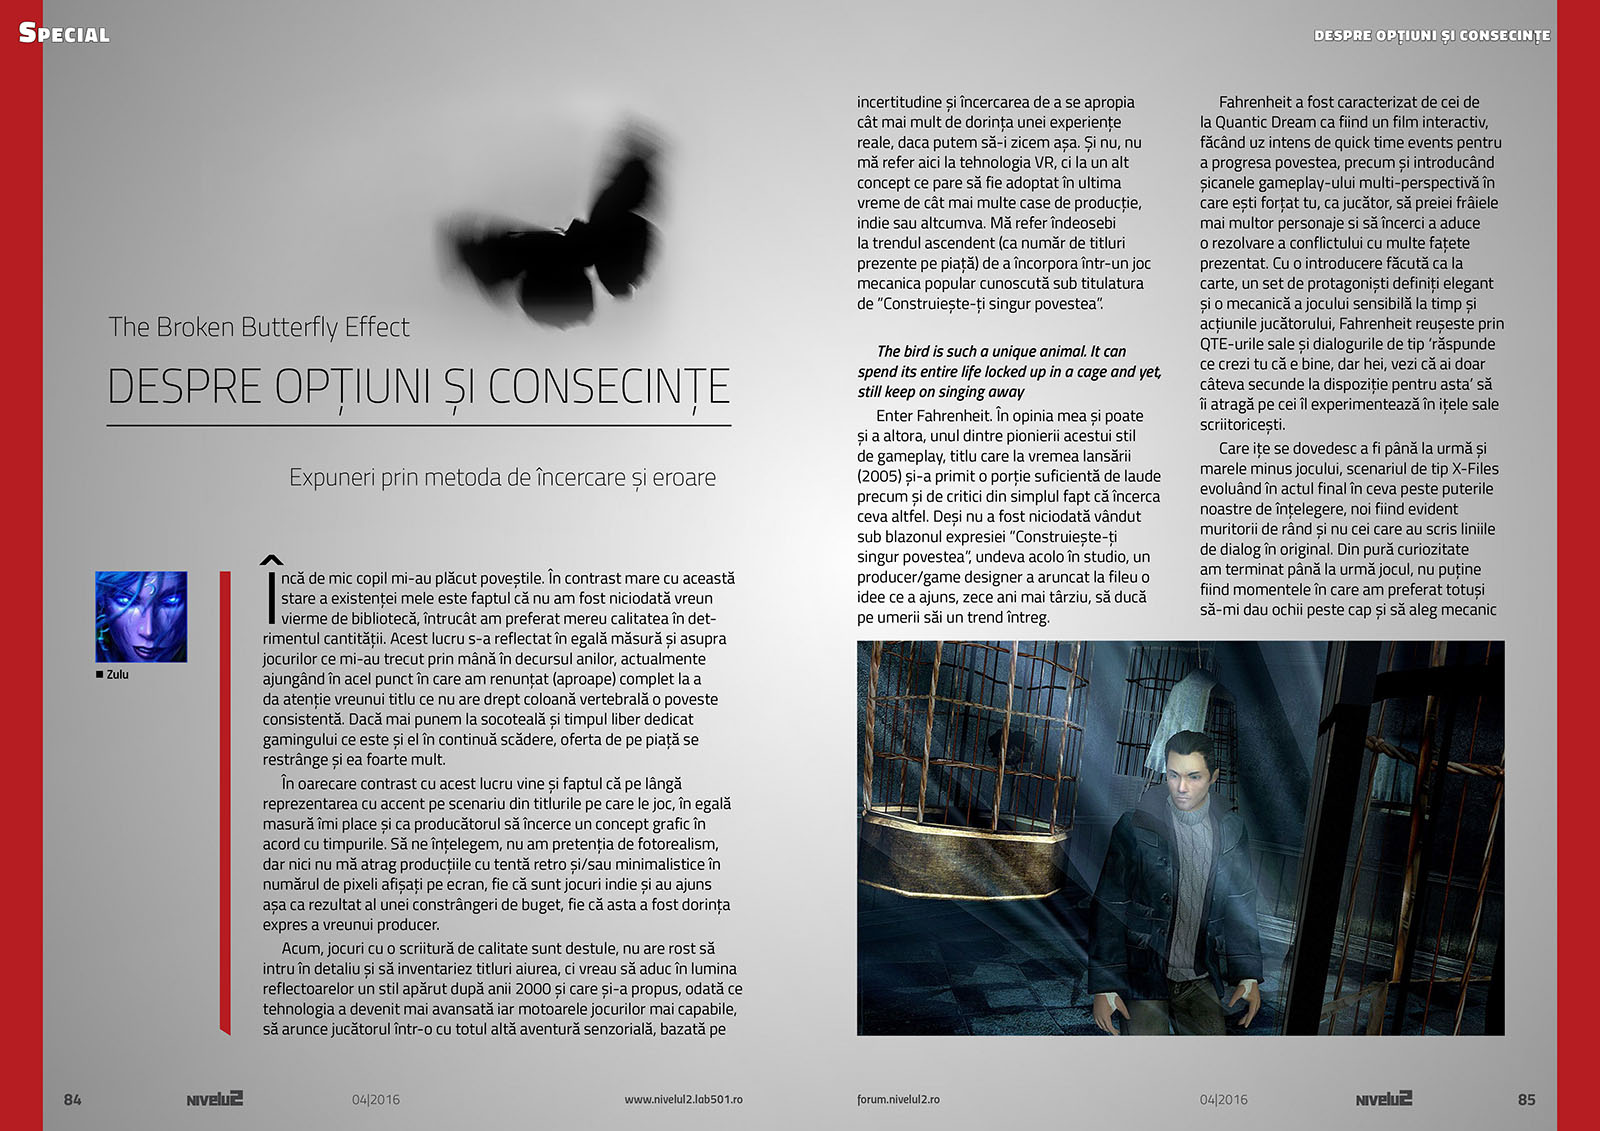 SPECIAL
DESPRE OPȚIUNI ȘI CONSECINȚE
The Broken Butterfly Effect
DESPRE OPȚIUNI ȘI CONSECINȚE
Expuneri prin metoda de încercare și eroare
Zulu
Încă de mic copil mi-au plăcut poveștile. În contrast mare cu această
stare a existenței mele este faptul că nu am fost niciodată vreun
vierme de bibliotecă, întrucât am preferat mereu calitatea în det-
rimentul cantității. Acest lucru s-a reflectat în egală măsură și asupra
jocurilor ce mi-au trecut prin mână în decursul anilor, actualmente
ajungând în acel punct în care am renunțat (aproape) complet la a
da atenție vreunui titlu ce nu are drept coloană vertebrală o poveste
consistentă. Dacă mai punem la socoteală și timpul liber dedicat
gamingului ce este și el în continuă scădere, oferta de pe piață se
restrânge și ea foarte mult.
În oarecare contrast cu acest lucru vine și faptul că pe lângă
reprezentarea cu accent pe scenariu din titlurile pe care le joc, în egală
masură îmi place și ca producătorul să încerce un concept grafic în
acord cu timpurile. Să ne înțelegem, nu am pretenția de fotorealism,
dar nici nu mă atrag producțiile cu tentă retro și/sau minimalistice în
numărul de pixeli afișați pe ecran, fie că sunt jocuri indie și au ajuns
așa ca rezultat al unei constrângeri de buget, fie că asta a fost dorința
expres a vreunui producer.
Acum, jocuri cu o scriitură de calitate sunt destule, nu are rost să
intru în detaliu și să inventariez titluri aiurea, ci vreau să aduc în lumina
reflectoarelor un stil apărut după anii 2000 și care și-a propus, odată ce
tehnologia a devenit mai avansată iar motoarele jocurilor mai capabile,
să arunce jucătorul într-o cu totul altă aventură senzorială, bazată pe
incertitudine și încercarea de a se apropia
cât mai mult de dorința unei experiențe
reale, daca putem să-i zicem așa. Și nu, nu
mă refer aici la tehnologia VR, ci la un alt
concept ce pare să fie adoptat în ultima
vreme de cât mai multe case de producție,
indie sau altcumva. Mă refer îndeosebi
la trendul ascendent (ca număr de titluri
prezente pe piață) de a încorpora într-un joc
mecanica popular cunoscută sub titulatura
de ”Construiește-ți singur povestea”.
The bird is such a unique animal. It can
spend its entire life locked up in a cage and yet,
still keep on singing away
Enter Fahrenheit. În opinia mea și poate
și a altora, unul dintre pionierii acestui stil
de gameplay, titlu care la vremea lansării
(2005) și-a primit o porție suficientă de laude
precum și de critici din simplul fapt că încerca
ceva altfel. Deși nu a fost niciodată vândut
sub blazonul expresiei ”Construiește-ți
singur povestea”, undeva acolo în studio, un
producer/game designer a aruncat la fileu o
idee ce a ajuns, zece ani mai târziu, să ducă
pe umerii săi un trend întreg.
Fahrenheit a fost caracterizat de cei de
la Quantic Dream ca fiind un film interactiv,
făcând uz intens de quick time events pentru
a progresa povestea, precum și introducând
șicanele gameplay-ului multi-perspectivă în
care ești forțat tu, ca jucător, să preiei frâiele
mai multor personaje si să încerci a aduce
o rezolvare a conflictului cu multe fațete
prezentat. Cu o introducere făcută ca la
carte, un set de protagoniști definiți elegant
și o mecanică a jocului sensibilă la timp și
acțiunile jucătorului, Fahrenheit reușeste prin
QTE-urile sale și dialogurile de tip ‘răspunde
ce crezi tu că e bine, dar hei, vezi că ai doar
câteva secunde la dispoziție pentru asta’ să
îi atragă pe cei îl experimentează în ițele sale
scriitoricești.
Care ițe se dovedesc a fi până la urmă și
marele minus jocului, scenariul de tip X-Files
evoluând în actul final în ceva peste puterile
noastre de înțelegere, noi fiind evident
muritorii de rând și nu cei care au scris liniile
de dialog în original. Din pură curiozitate
am terminat până la urmă jocul, nu puține
fiind momentele în care am preferat totuși
să-mi dau ochii peste cap și să aleg mecanic
84
NIVELU2
04|2016
www.nivelul2.lab501.ro
forum.nivelul2.ro
04|2016
NIVELU2
85